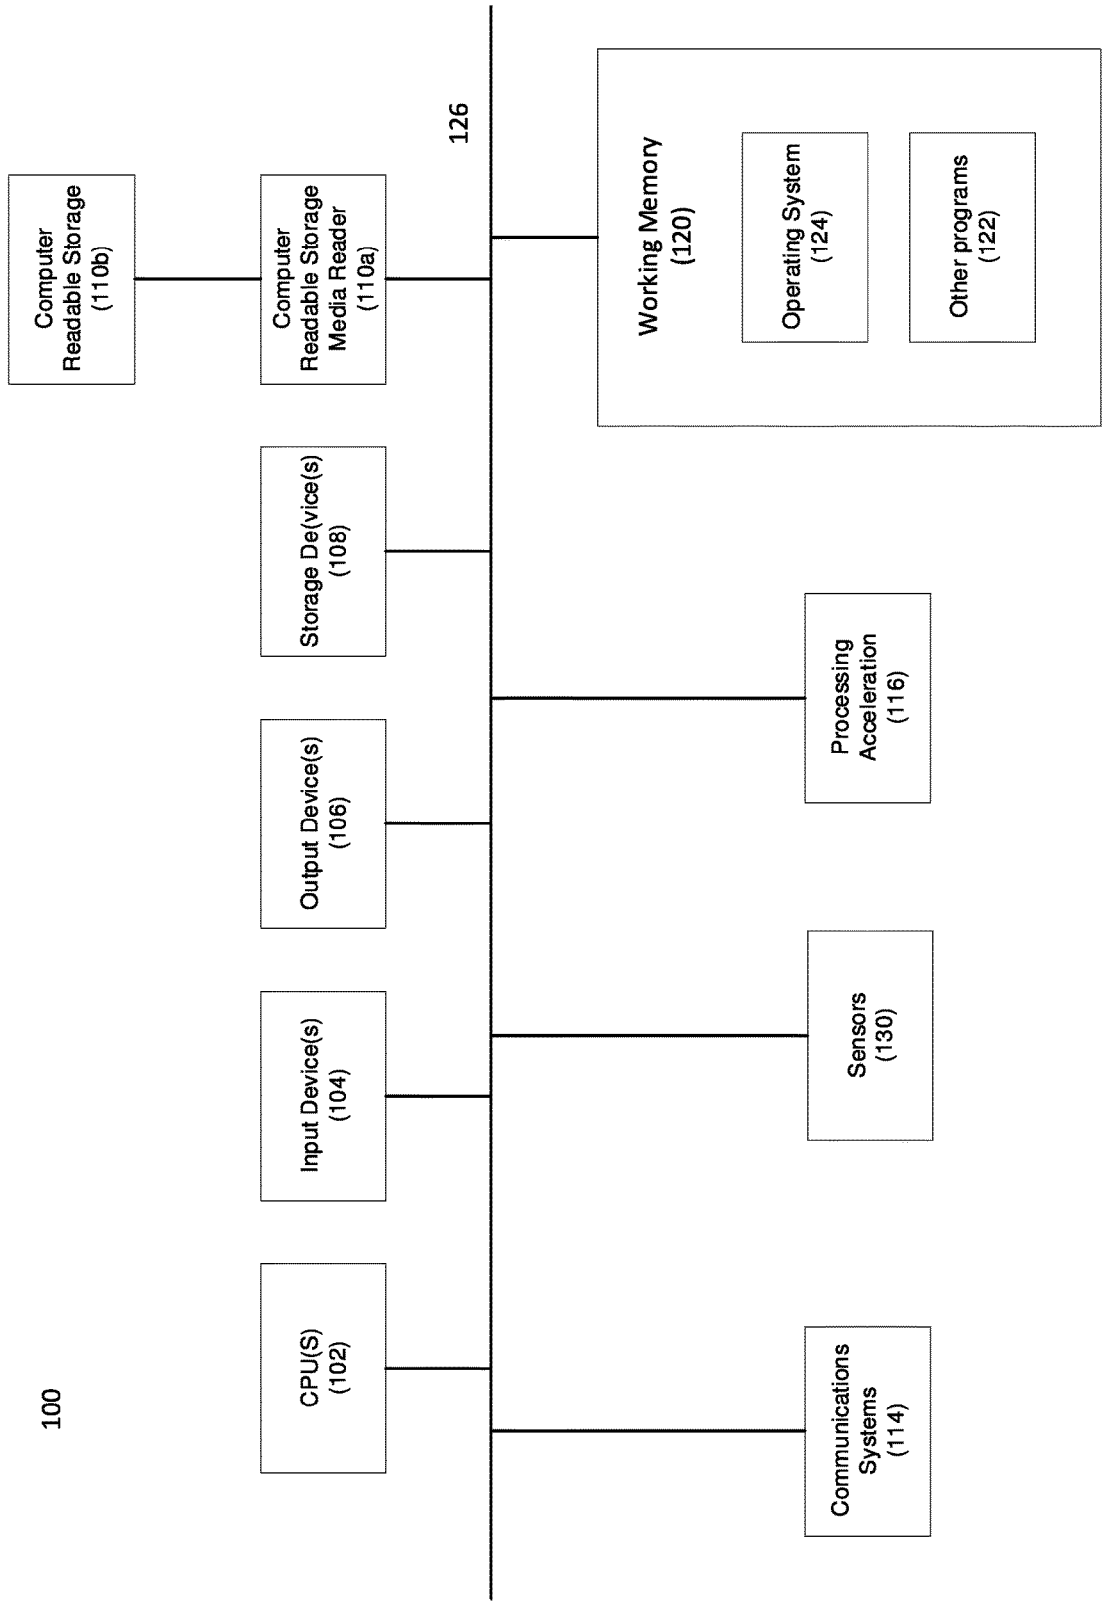 100
Computer
Readable Storage
(110b)
CPU(S)
(102)
Input Device(s)
(104)
Output Device(s)
(106)
Storage De(vice(s)
(108)
Computer
Readable Storage
Media Reader
(110a)
126
Communications
Systems
(114)
Sensors
(130)
Processing
Acceleration
(116)
Working Memory
(120)
Operating System
(124)
Other programs
(122)